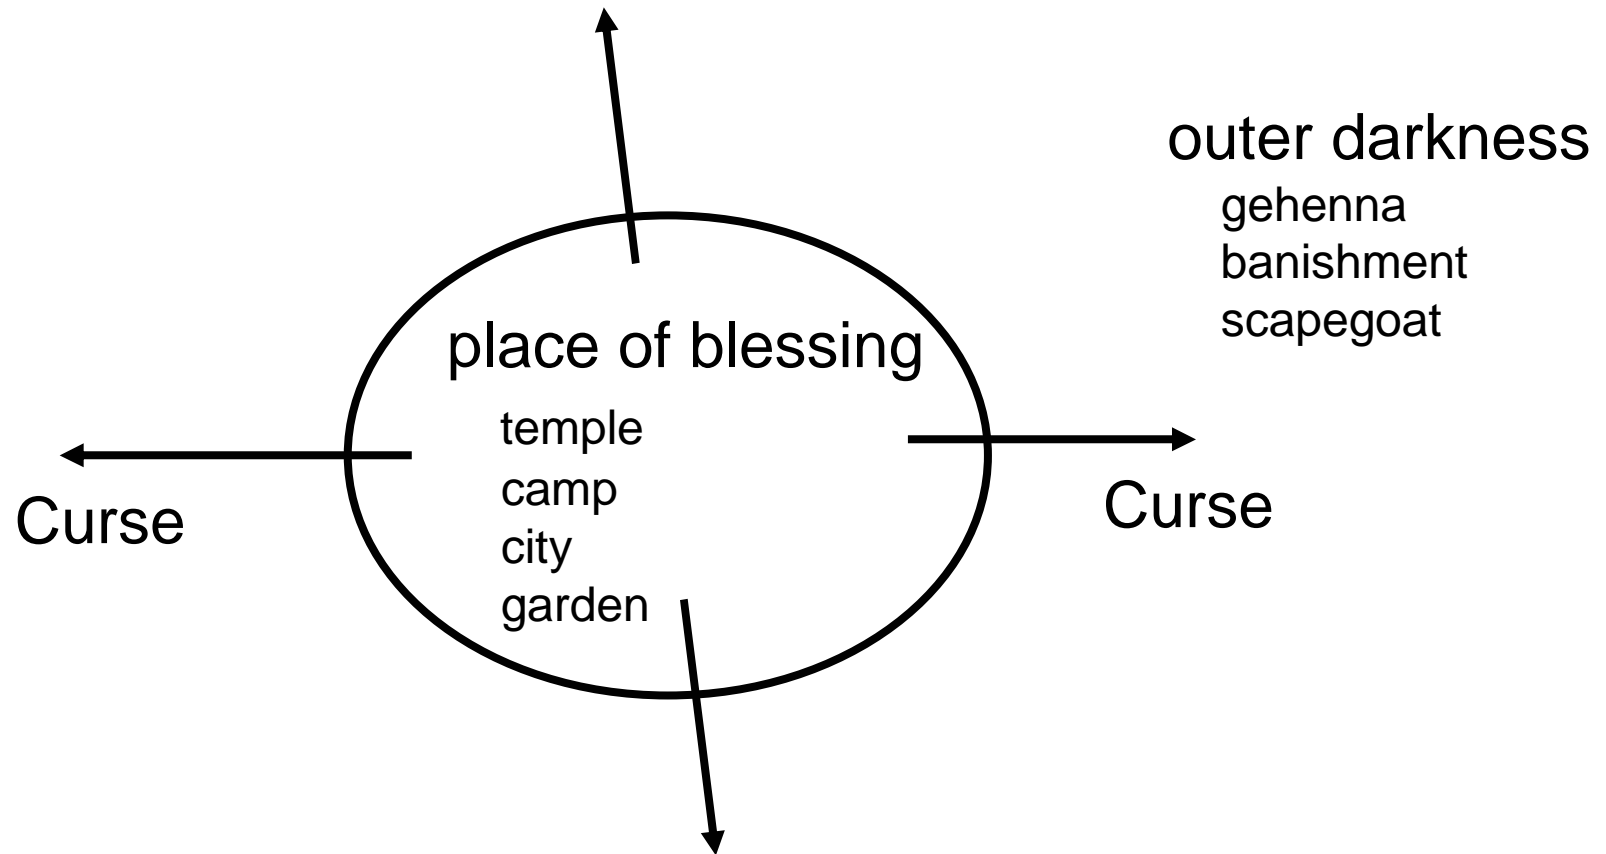 outer darkness
gehenna
banishment
scapegoat
place of blessing
temple
camp
city
garden
Curse
Curse